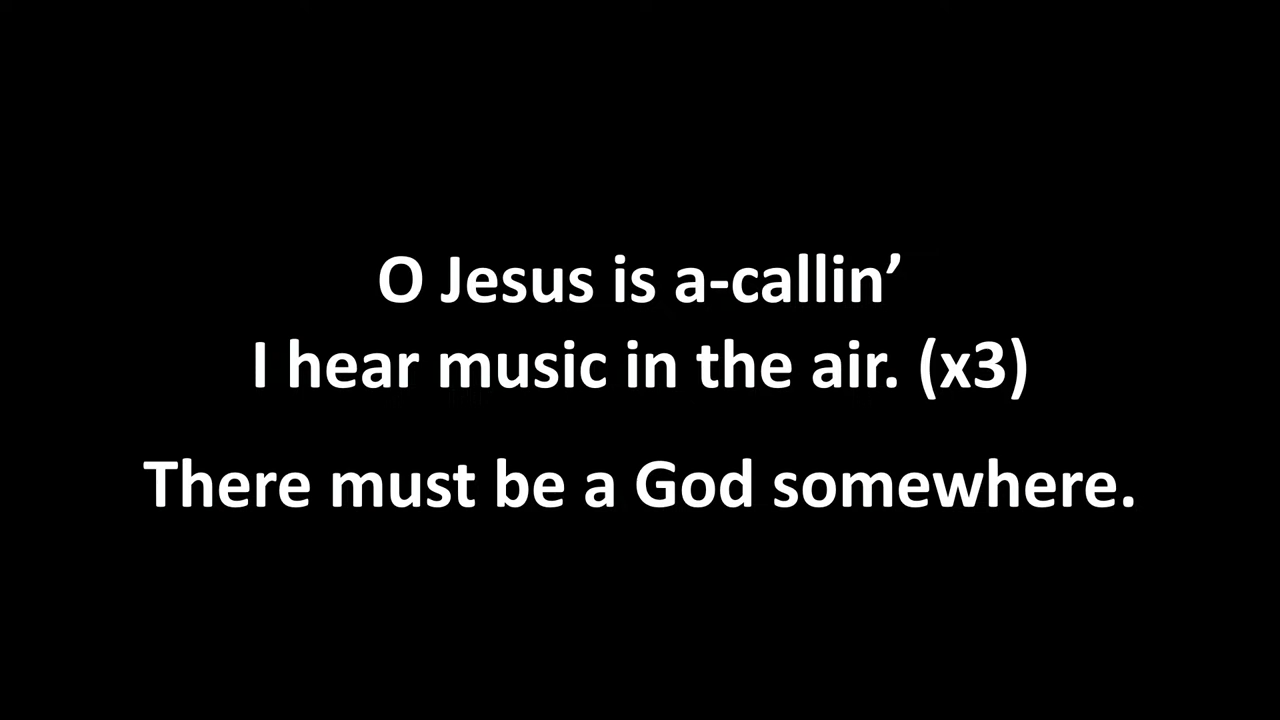 O Jesus is a-callin’
I hear music in the air. (x3)
There must be a God somewhere.